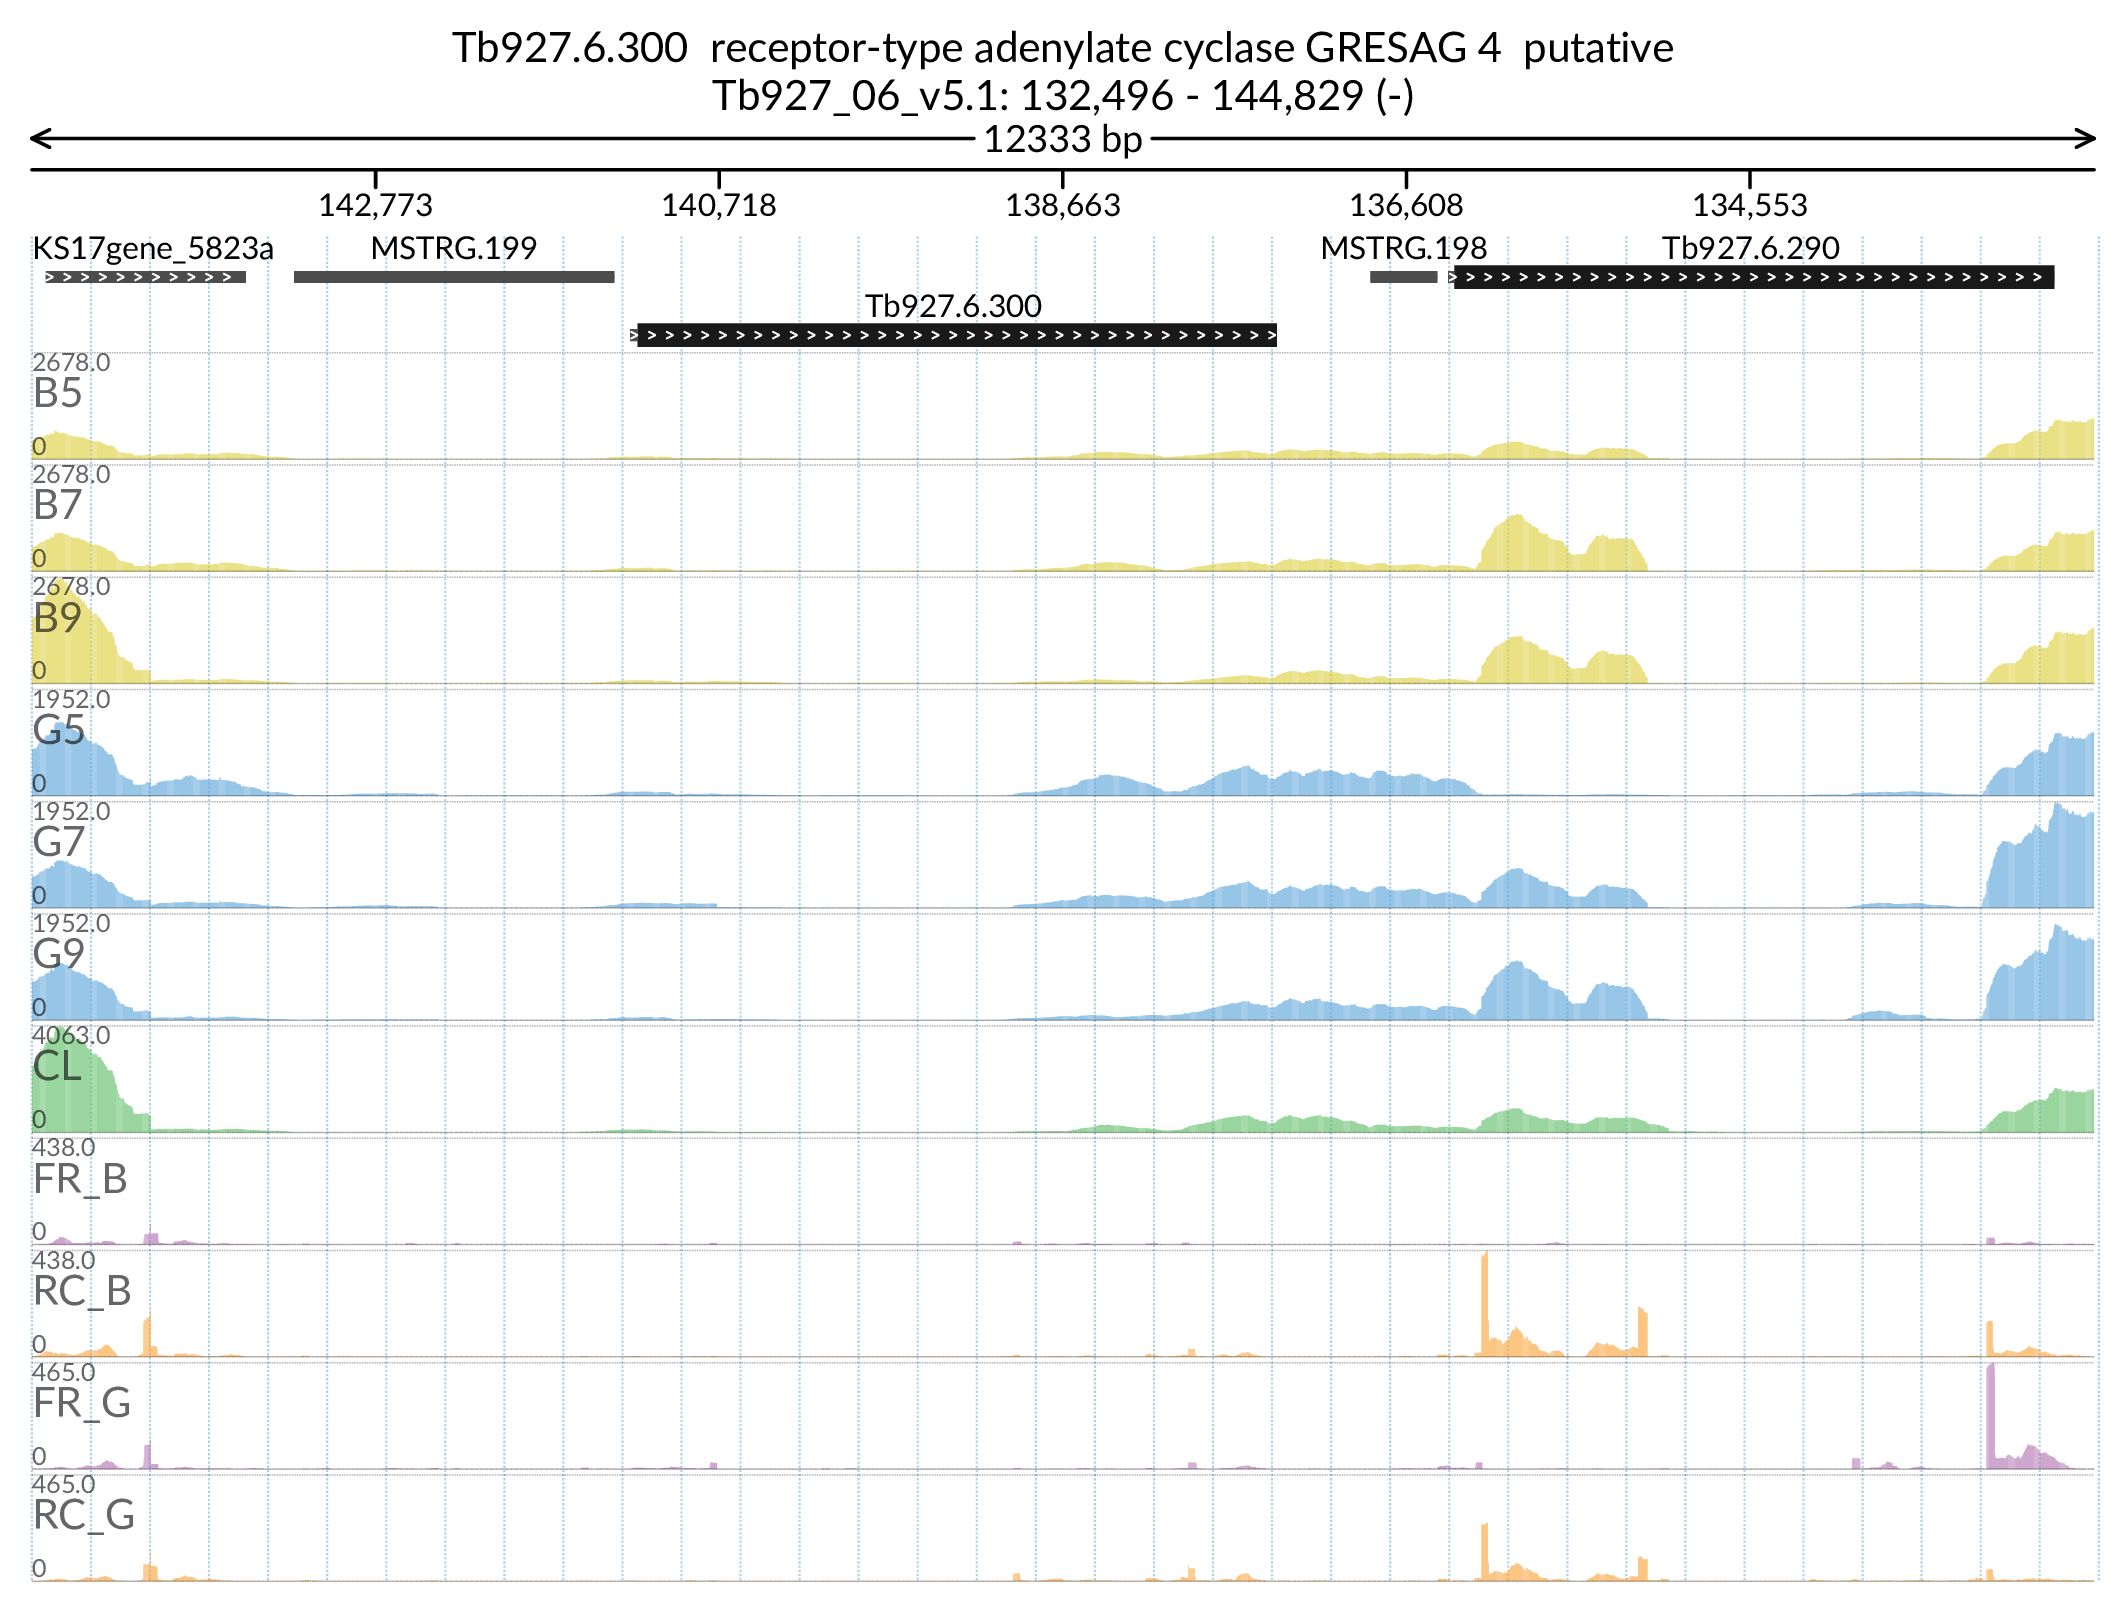 Tb927.6.300  receptor-type adenylate cyclase GRESAG 4  putative
Tb927_06_v5.1: 132,496 - 144,829 (-)
12333 bp
142,773 140,718 138,663 136,608 134,553
KS17gene_5823a MSTRG.199 MSTRG.198 Tb927.6.290
Tb927.6.300
2678.0
B5
0
2678.0
B7
0
2678.0
B9
0
1952.0
G5
0
1952.0
G7
0
1952.0
G9
0
4063.0
CL
0
438.0
FR_B
0
438.0
RC_B
0
465.0
FR_G
0
465.0
RC_G
0